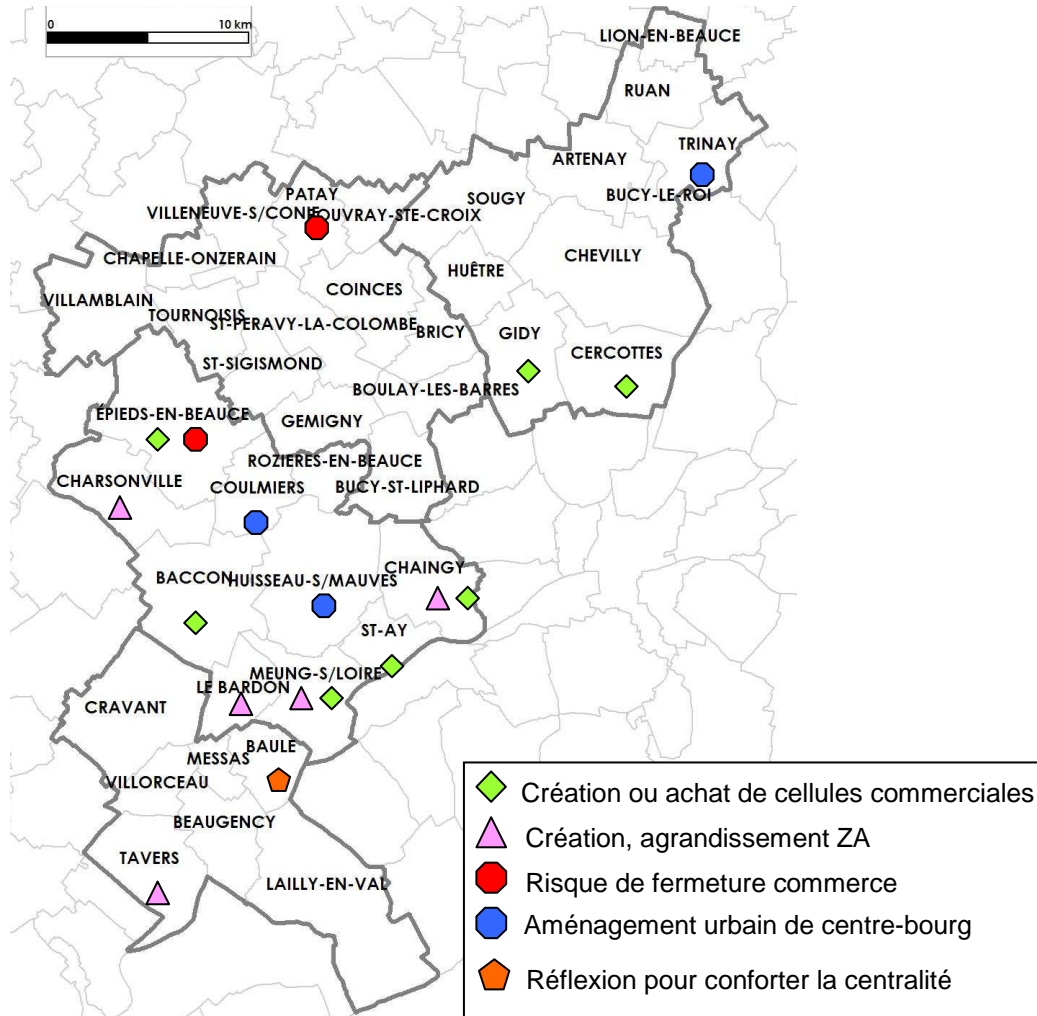 0 10 km
LION-EN-BEAUCE
RUAN
TRINAY
ARTENAY
BUCY-LE-ROI
SOUGY
PATAY
VILLENEUVE-S/CONIE
ROUVRAY-STE-CROIX
CHEVILLY
CHAPELLE-ONZERAIN
HUÊTRE
COINCES
VILLAMBLAIN
TOURNOISIS
ST-PERAVY-LA-COLOMBE
BRICY
GIDY
CERCOTTES
ST-SIGISMOND
BOULAY-LES-BARRES
ÉPIEDS-EN-BEAUCE
GEMIGNY
ROZIERES-EN-BEAUCE
CHARSONVILLE
COULMIERS
BUCY-ST-LIPHARD
CHAINGY
BACCON
HUISSEAU-S/MAUVES
ST-AY
MEUNG-S/LOIRE
LE BARDON
CRAVANT
BAULE
MESSAS
VILLORCEAU
BEAUGENCY
TAVERS
LAILLY-EN-VAL
Création ou achat de cellules commerciales
Création, agrandissement ZA
Risque de fermeture commerce
Aménagement urbain de centre-bourg
Réflexion pour conforter la centralité